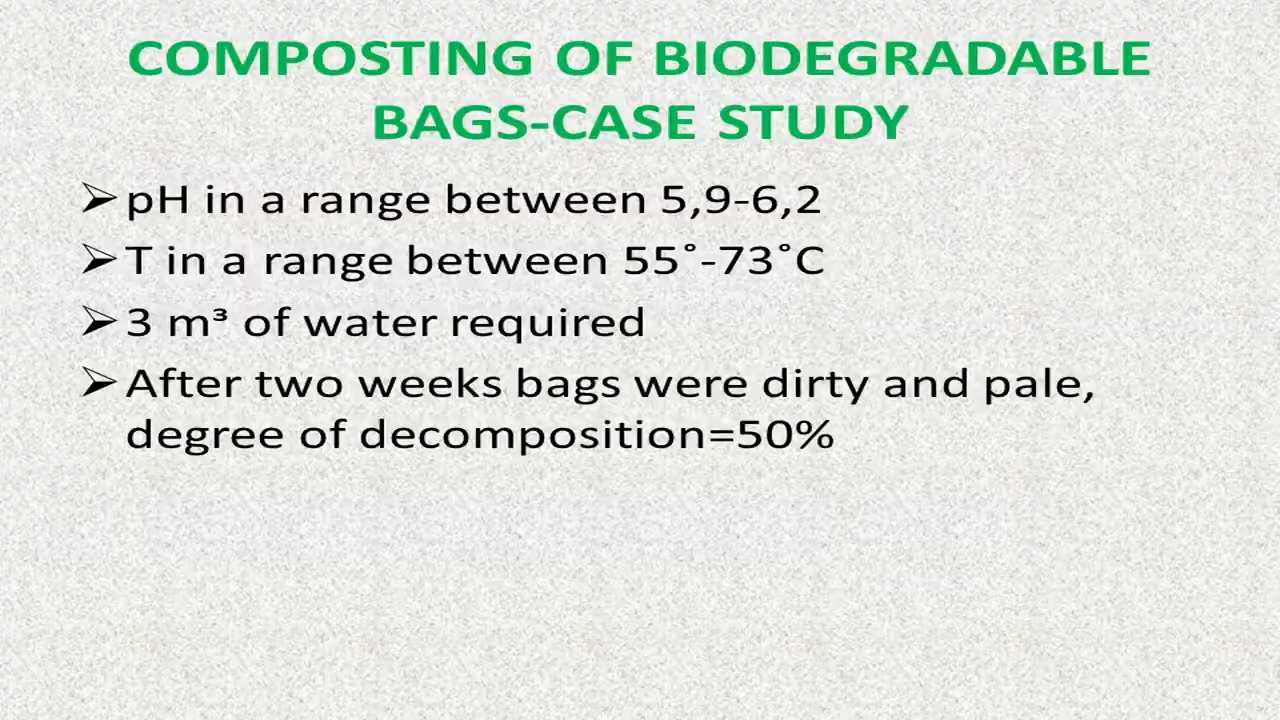 COMPOSTING OF BIODEGRADABLE
BAGS-CASE STUDY
➢pH in a range between 5,9-6,2
➢T in a range between 55˚-73˚C
➢3 m³ of water required
➢After two weeks bags were dirty and pale,
degree of decomposition=50%